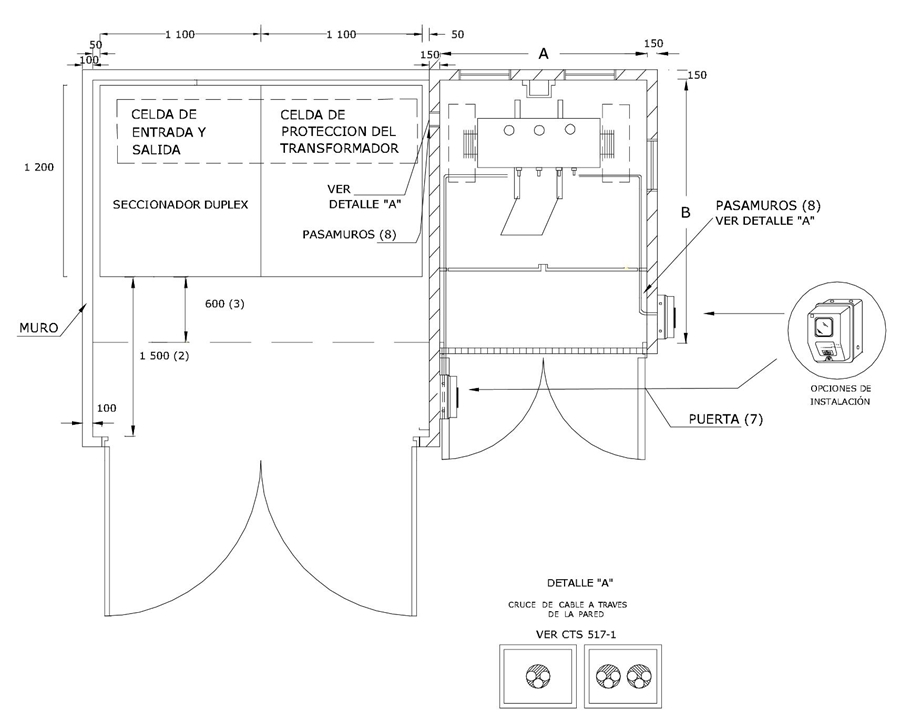 1 100
1 100
50
50
100
150
A
150
150
CELDA DE
ENTRADA Y
SALIDA
CELDA DE
PROTECCION DEL
TRANSFORMADOR
1 200
VER
DETALLE "A"
SECCIONADOR DUPLEX
PASAMUROS (8)
B
PASAMUROS (8)
VER DETALLE "A"
600 (3)
MURO
1 500 (2)
OPCIONES DE
INSTALACIÓN
100
PUERTA (7)
DETALLE "A"
CRUCE DE CABLE A TRAVES
DE LA PARED
VER CTS 517-1